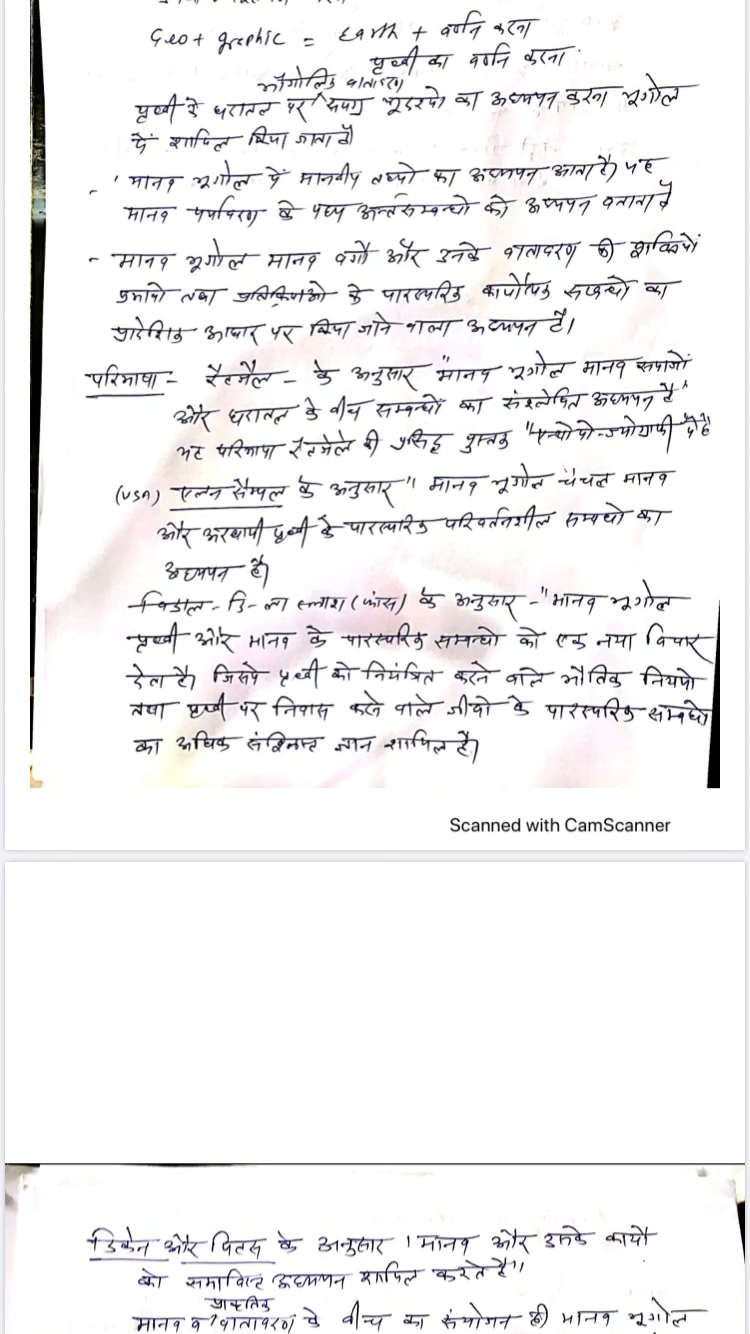 Geo + graphic = Earth + वर्णन करना
पृथ्वी का वर्णन करना
भौगोलिक वातावरण
पृथ्वी के धरातल पर समग्र भूदृश्यो का अध्ययन करना भूगोल
में शामिल किया जाता है
- 'मानव भूगोल में मानवीय तथ्यो का अध्ययन आता है। यह
मानव पर्यावरण के मध्य अन्तसम्बन्धो को अध्ययन बनाता है
- मानव भूगोल मानव वर्गो और उनके वातावरण की शक्तियों
प्रभावो तथा प्रतिक्रिया‌ओ के पारस्परिक कार्यात्मक सम्बन्धो का
प्रादेशिक आधार पर किया जाने वाला अध्ययन है।
परिभाषा - रैटजैल - के अनुसार "मानव भूगोल मानव समाजों
और धरातल के बीच सम्बन्धों का संश्लेषित अध्ययन है"
यह परिभाषा रैटजेल की प्रसिद्ध पुस्तक "एन्थ्रोपो-ज्योग्राफी" में है
(USA) एलन सैम्पल के अनुसार "मानव भूगोल चंचल मानव
और अस्थायी पृथ्वी के पारस्परिक परिवर्तनशील सम्बधो का
अध्ययन है।
विडाल-डि-ला ब्लाश (फ्रांस) के अनुसार - "मानव भूगोल
पृथ्वी और मानव के पारस्परिक सम्बन्धो को एक नया विचार
देता है। जिसमे पृथ्वी को नियंत्रित करने वाले भौतिक नियमो
तथा पृथ्वी पर निवास करने वाले जीवो के पारस्परिक सम्बधो
का अधिक संश्लिष्ट ज्ञान शामिल है।
Scanned with CamScanner
डिकेन और पिटस के अनुसार 'मानव और उसके कार्यो
को समाविष्ट अध्ययन शामिल करते है"
प्राकृतिक
मानव व वातावरण के बीच का संयोजन ही मानव भूगोल